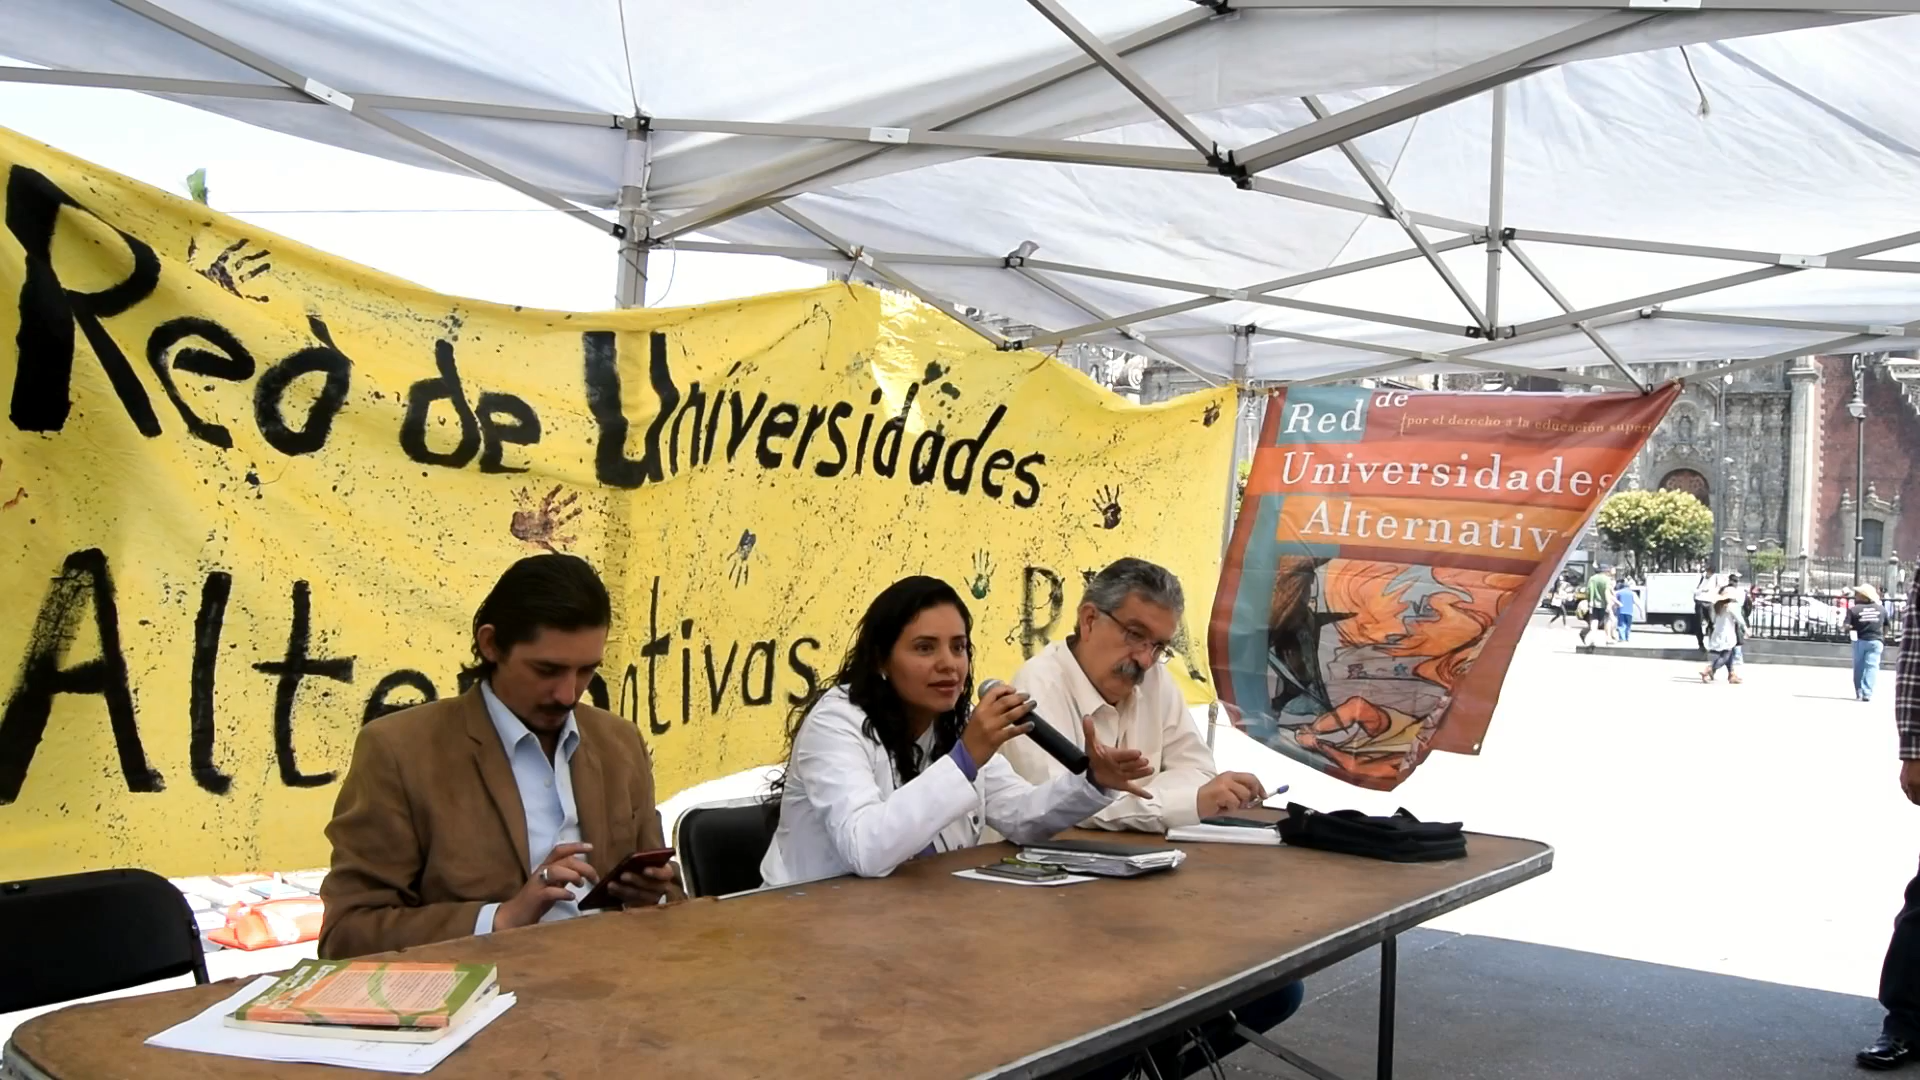 Red de Universidades
Alternativas
Red de
por el derecho a la educación superi
Universidades
Alternativ